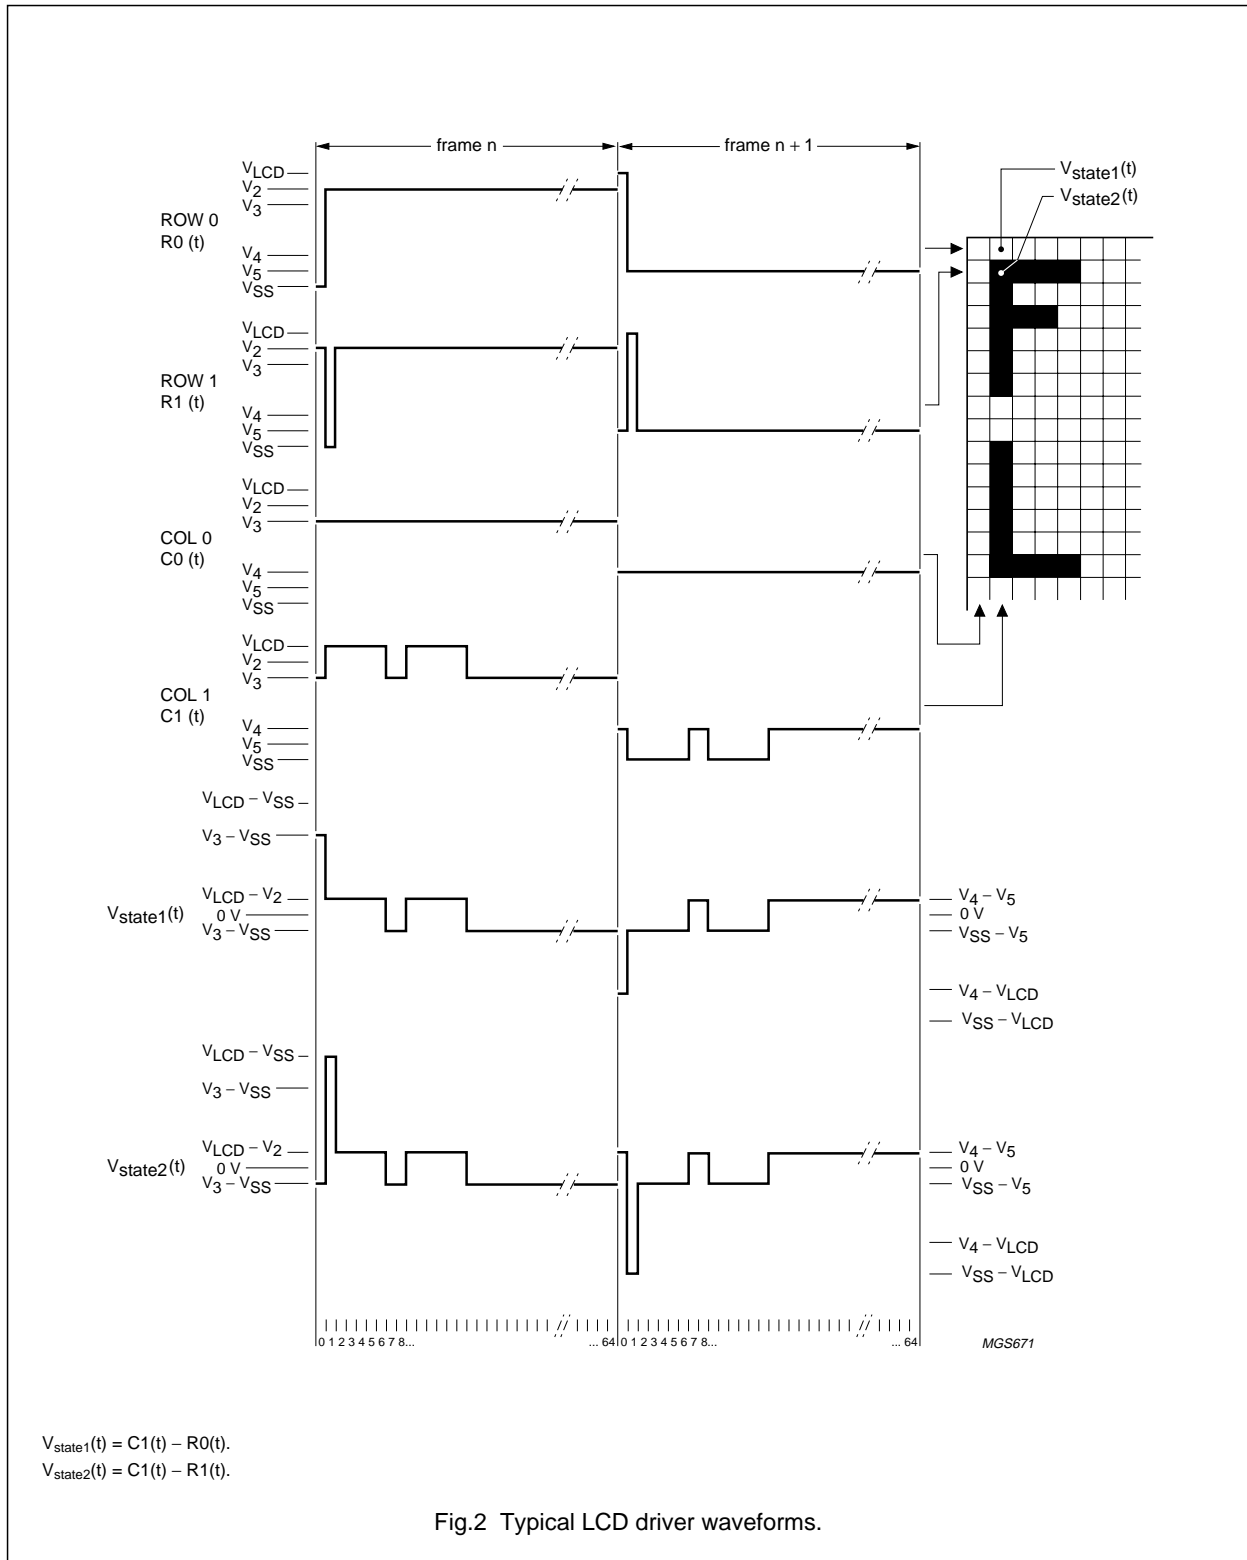 frame n
frame n + 1
VLCD
V2
V3
ROW 0
R0 (t)
V4
V5
VSS
Vstate1(t)
Vstate2(t)
VLCD
V2
V3
ROW 1
R1 (t)
V4
V5
VSS
VLCD
V2
V3
COL 0
C0 (t)
V4
V5
VSS
VLCD
V2
V3
COL 1
C1 (t)
V4
V5
VSS
VLCD − VSS
V3 − VSS
VLCD − V2
Vstate1(t)
0 V
V3 − VSS
V4 − V5
0 V
VSS − V5
V4 − VLCD
VSS − VLCD
VLCD − VSS
V3 − VSS
VLCD − V2
Vstate2(t)
0 V
V3 − VSS
V4 − V5
0 V
VSS − V5
V4 − VLCD
VSS − VLCD
0 1 2 3 4 5 6 7 8... ... 64 0 1 2 3 4 5 6 7 8... ... 64
MGS671
Vstate1(t) = C1(t) − R0(t).
Vstate2(t) = C1(t) − R1(t).
Fig.2 Typical LCD driver waveforms.